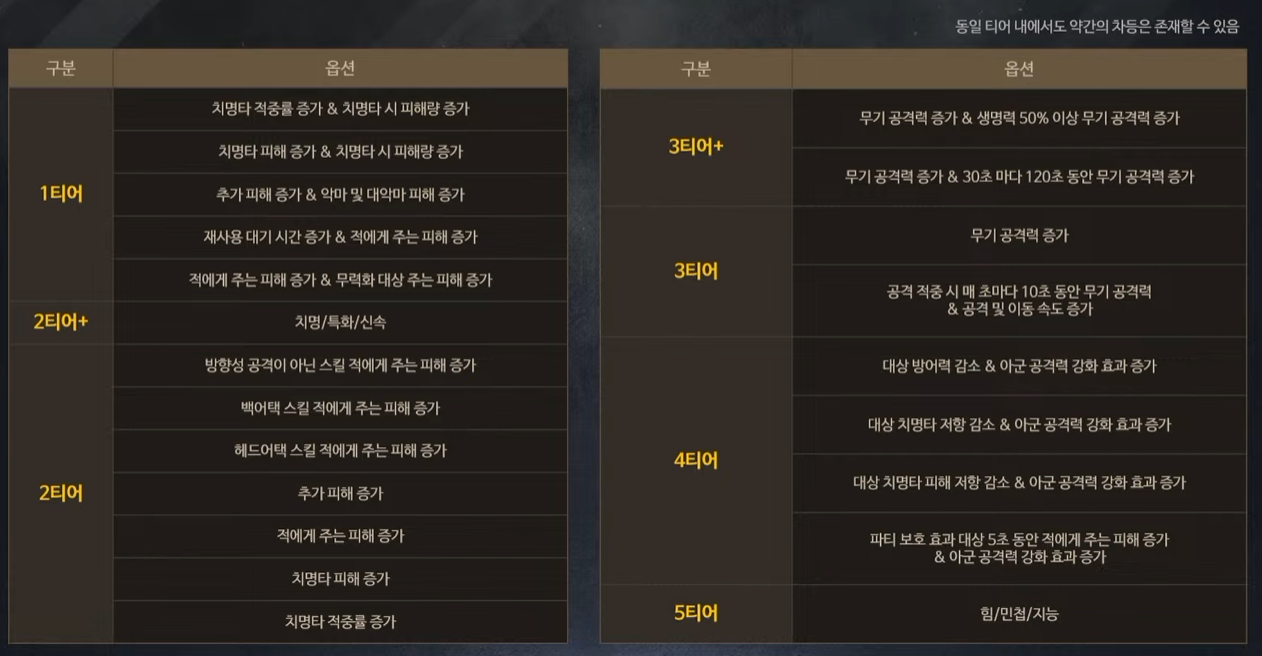 동일 티어 내에서도 약간의 차등은 존재할 수 있음
구분
옵션
1티어
치명타 적중률 증가 & 치명타 시 피해량 증가
치명타 피해 증가 & 치명타 시 피해량 증가
추가 피해 증가 & 악마 및 대악마 피해 증가
재사용 대기 시간 증가 & 적에게 주는 피해 증가
적에게 주는 피해 증가 & 무력화 대상 주는 피해 증가
2티어+
치명/특화/신속
2티어
방향성 공격이 아닌 스킬 적에게 주는 피해 증가
백어택 스킬 적에게 주는 피해 증가
헤드어택 스킬 적에게 주는 피해 증가
추가 피해 증가
적에게 주는 피해 증가
치명타 피해 증가
치명타 적중률 증가
구분
옵션
3티어+
무기 공격력 증가 & 생명력 50% 이상 무기 공격력 증가
무기 공격력 증가 & 30초 마다 120초 동안 무기 공격력 증가
3티어
무기 공격력 증가
공격 적중 시 매 초마다 10초 동안 무기 공격력
& 공격 및 이동 속도 증가
4티어
대상 방어력 감소 & 아군 공격력 강화 효과 증가
대상 치명타 저항 감소 & 아군 공격력 강화 효과 증가
대상 치명타 피해 저항 감소 & 아군 공격력 강화 효과 증가
파티 보호 효과 대상 5초 동안 적에게 주는 피해 증가
& 아군 공격력 강화 효과 증가
5티어
힘/민첩/지능